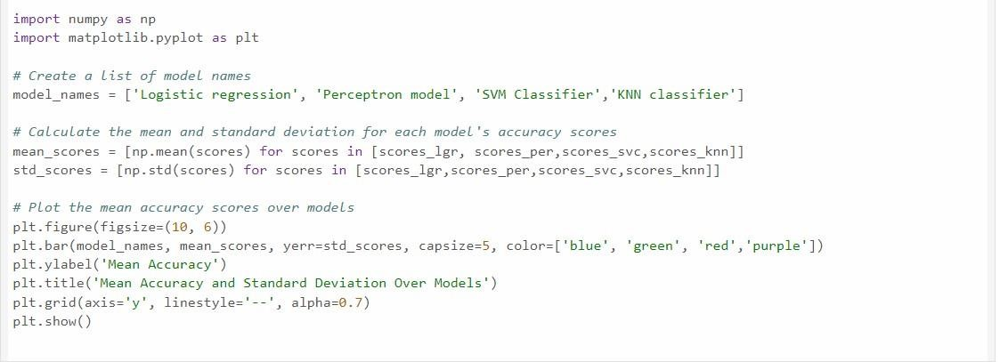 import numpy as np
import matplotlib.pyplot as plt
# Create a list of model names
model_names = ['Logistic regression', 'Perceptron model', 'SVM Classifier','KNN classifier']
# Calculate the mean and standard deviation for each model's accuracy scores
mean_scores = [np.mean(scores) for scores in [scores_lgr, scores_per,scores_svc,scores_knn]]
std_scores = [np.std(scores) for scores in [scores_lgr,scores_per,scores_svc,scores_knn]]
# Plot the mean accuracy scores over models
plt.figure(figsize=(10, 6))
plt.bar(model_names, mean_scores, yerr=std_scores, capsize=5, color=['blue', 'green', 'red','purple'])
plt.ylabel('Mean Accuracy')
plt.title('Mean Accuracy and Standard Deviation Over Models')
plt.grid(axis='y', linestyle='--', alpha=0.7)
plt.show()